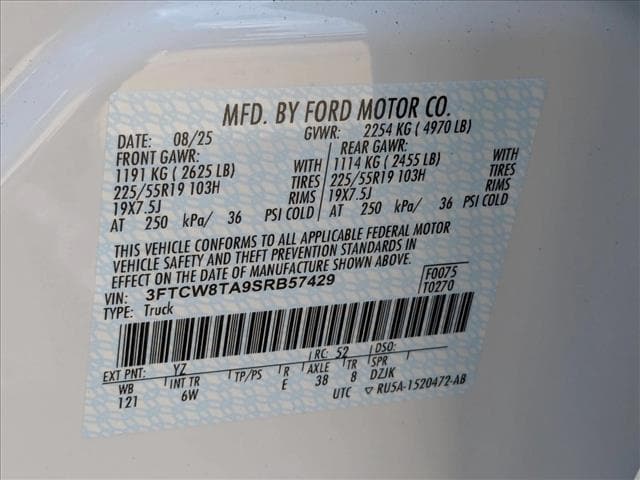 MFD. BY FORD MOTOR CO.
DATE: 08/25 GVWR: 2254 KG ( 4970 LB)
FRONT GAWR: REAR GAWR:
1191 KG ( 2625 LB) WITH 1114 KG ( 2455 LB) WITH
225/55R19 103H TIRES 225/55R19 103H TIRES
19X7.5J RIMS 19X7.5J RIMS
AT 250 kPa/ 36 PSI COLD AT 250 kPa/ 36 PSI COLD
THIS VEHICLE CONFORMS TO ALL APPLICABLE FEDERAL MOTOR
VEHICLE SAFETY AND THEFT PREVENTION STANDARDS IN
EFFECT ON THE DATE OF MANUFACTURE SHOWN ABOVE.
VIN: 3FTCW8TA9SRB57429 F0075
TYPE: Truck T0270
EXT PNT: YZ RC: 52 DSO:
WB INT TR TP/PS R AXLE TR SPR
121 6W E 38 8 DZJK
UTC ▽ RU5A-1520472-AB